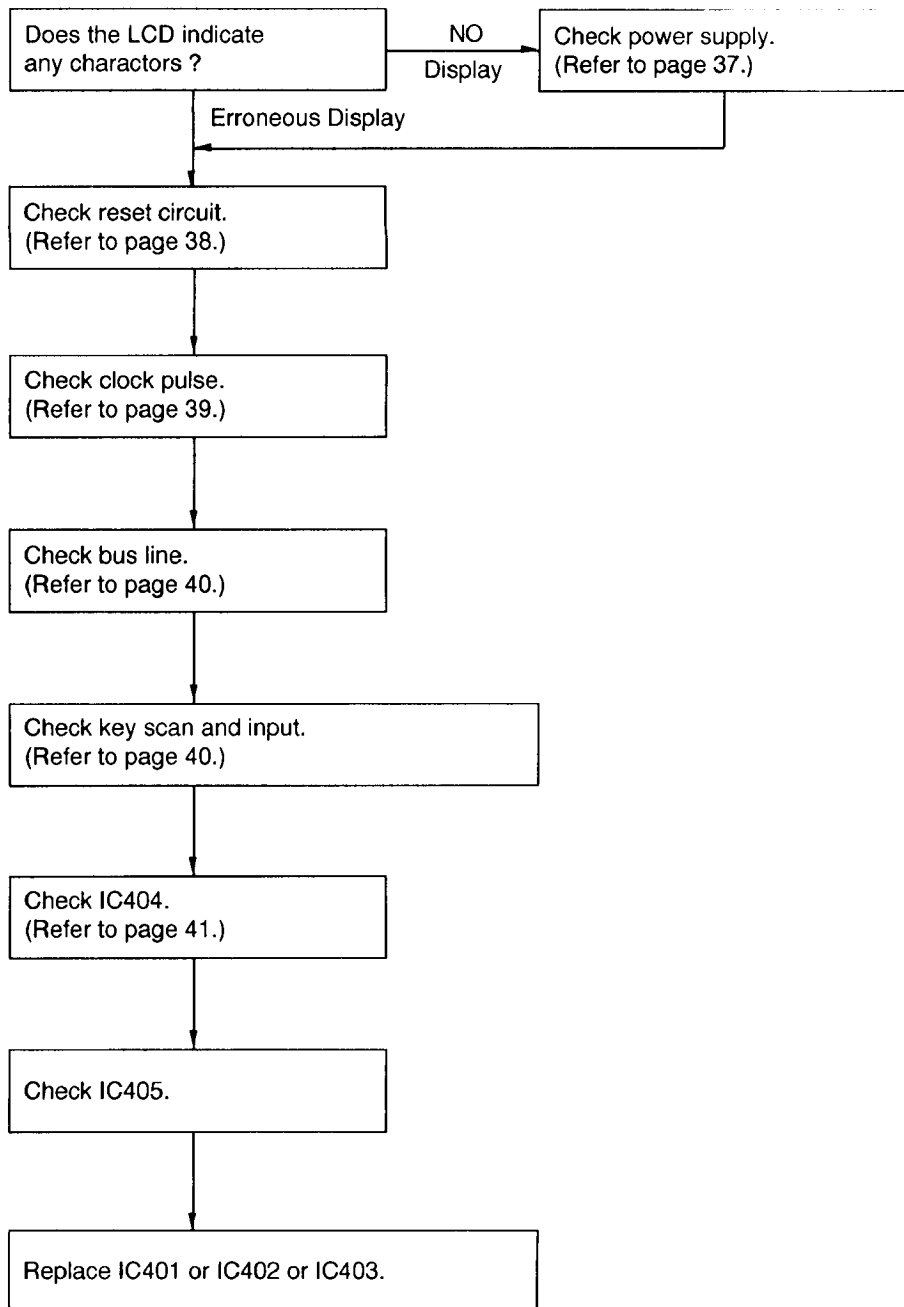 Does the LCD indicate
any charactors ?
NO
Display
Check power supply.
(Refer to page 37.)
Erroneous Display
Check reset circuit.
(Refer to page 38.)
Check clock pulse.
(Refer to page 39.)
Check bus line.
(Refer to page 40.)
Check key scan and input.
(Refer to page 40.)
Check IC404.
(Refer to page 41.)
Check IC405.
Replace IC401 or IC402 or IC403.